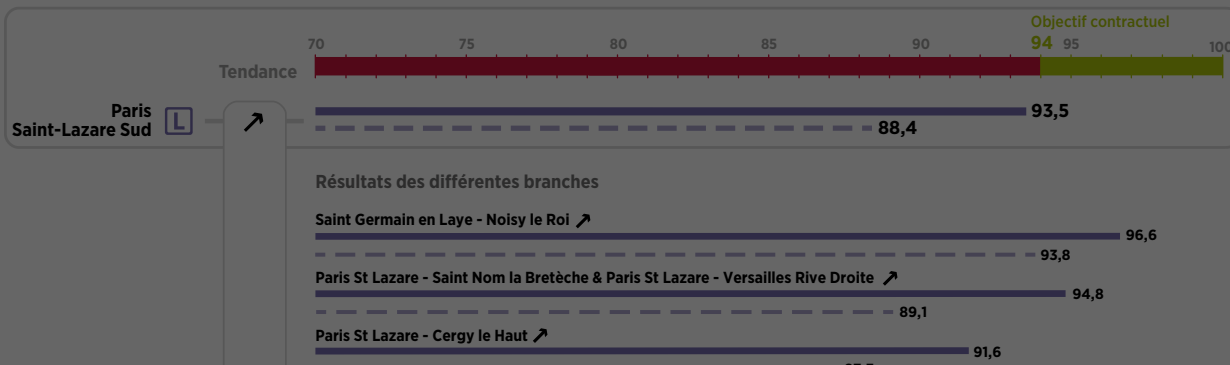 Objectif contractuel
70 75 80 85 90 94 95 100
Tendance
Paris
Saint-Lazare Sud
L
93,5
88,4
Résultats des différentes branches
Saint Germain en Laye - Noisy le Roi
96,6
93,8
Paris St Lazare - Saint Nom la Bretèche & Paris St Lazare - Versailles Rive Droite
94,8
89,1
Paris St Lazare - Cergy le Haut
91,6